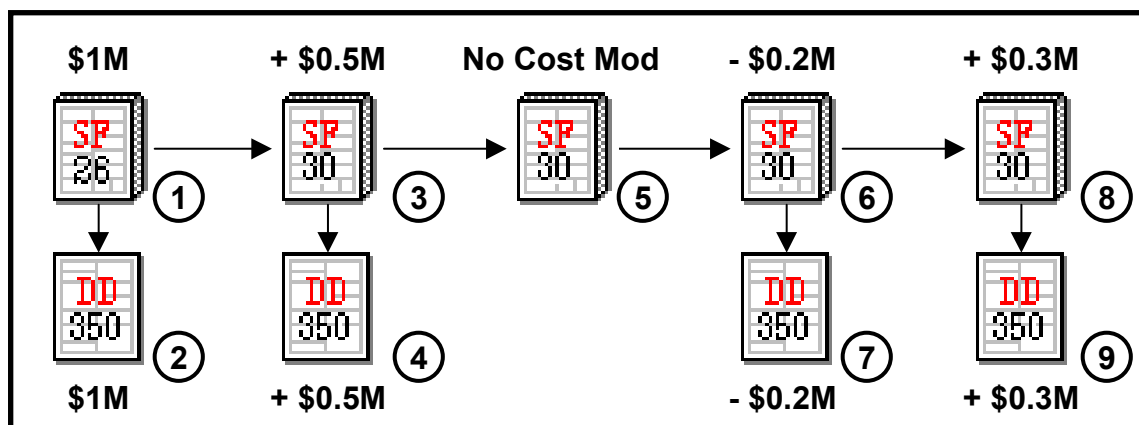 $1M + $0.5M No Cost Mod - $0.2M + $0.3M
SF SF SF SF SF
26 30 30 30 30
1 3 5 6 8
DD DD DD DD
350 350 350 350
2 4 7 9
$1M + $0.5M - $0.2M + $0.3M